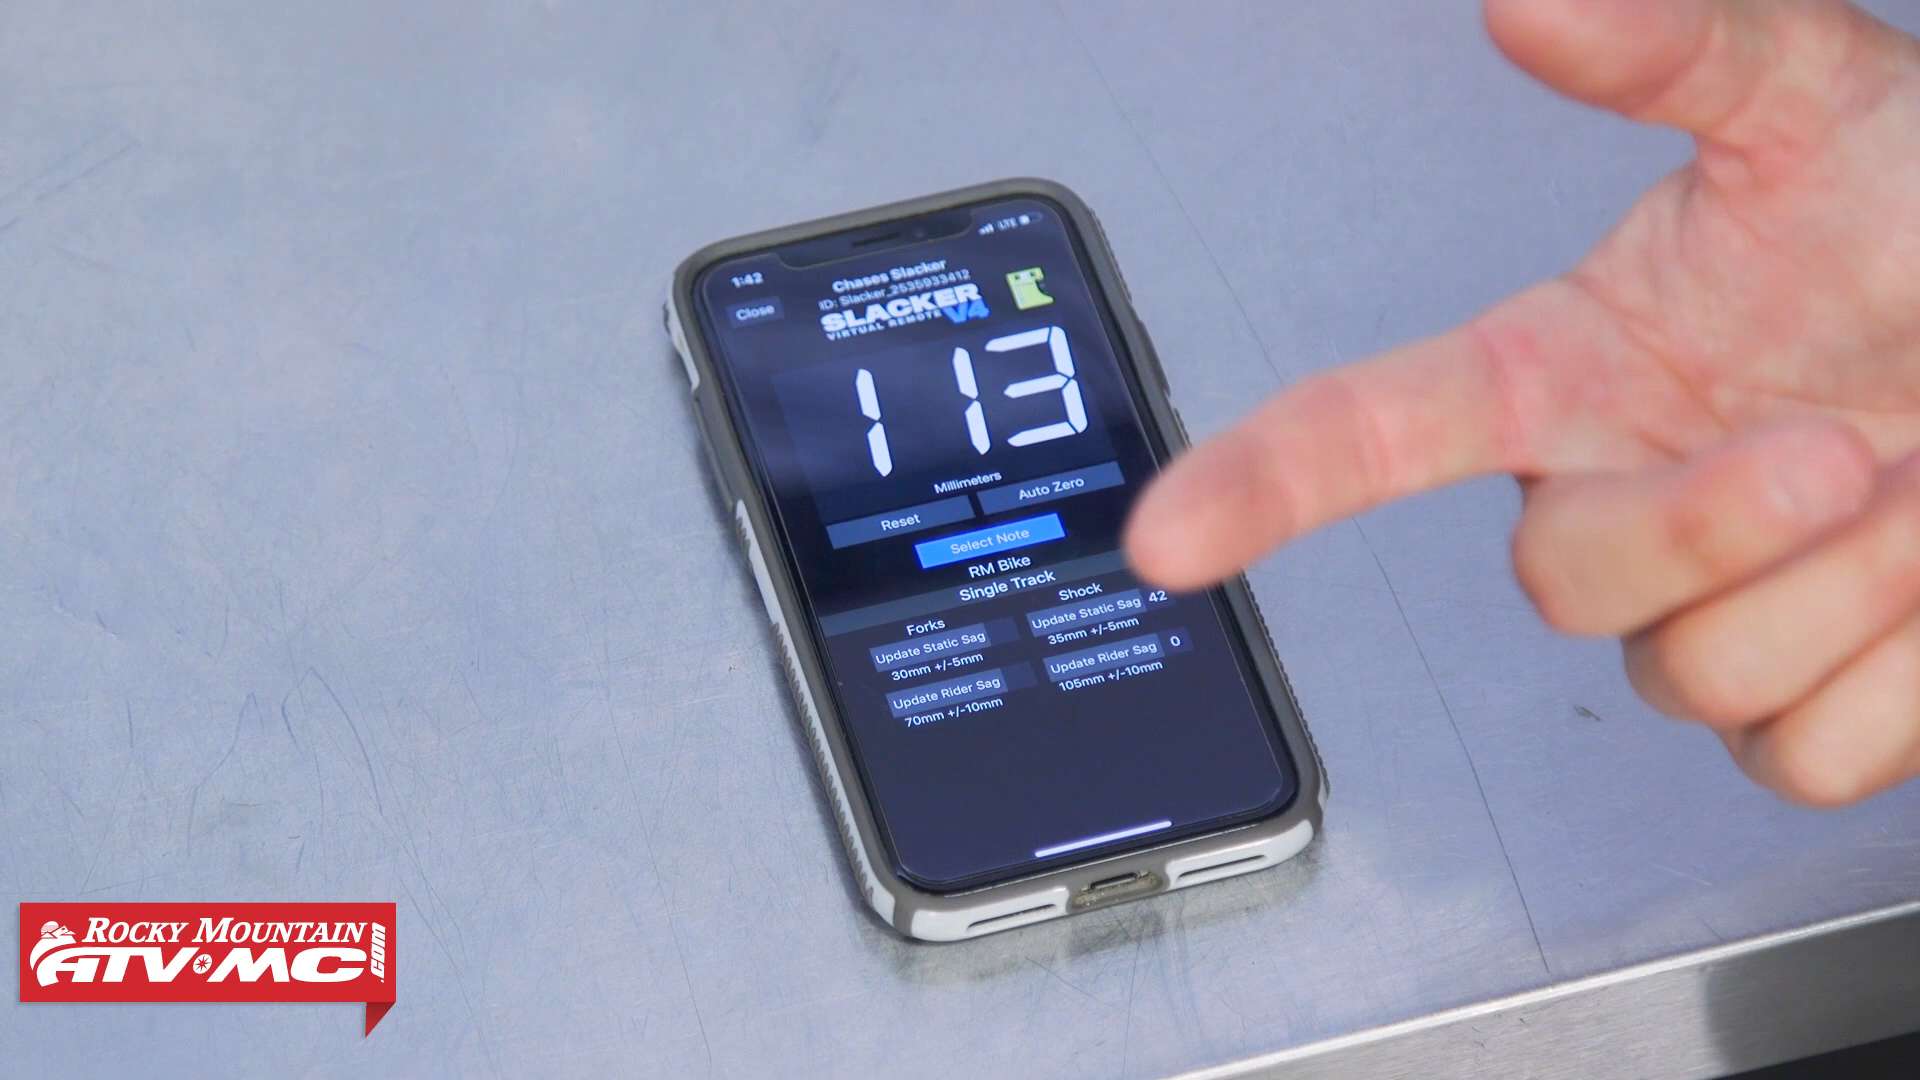 1:42
LTE
Chases Slacker
ID: Slacker_2535933412
Close
SLACKER
VIRTUAL REMOTE V4
113
Millimeters
Reset
Auto Zero
Select Note
RM Bike
Single Track
Forks
Update Static Sag
30mm +/-5mm
Update Rider Sag
70mm +/-10mm
Shock
Update Static Sag 42
35mm +/-5mm
Update Rider Sag 0
105mm +/-10mm
ROCKY MOUNTAIN
ATV•MC.COM